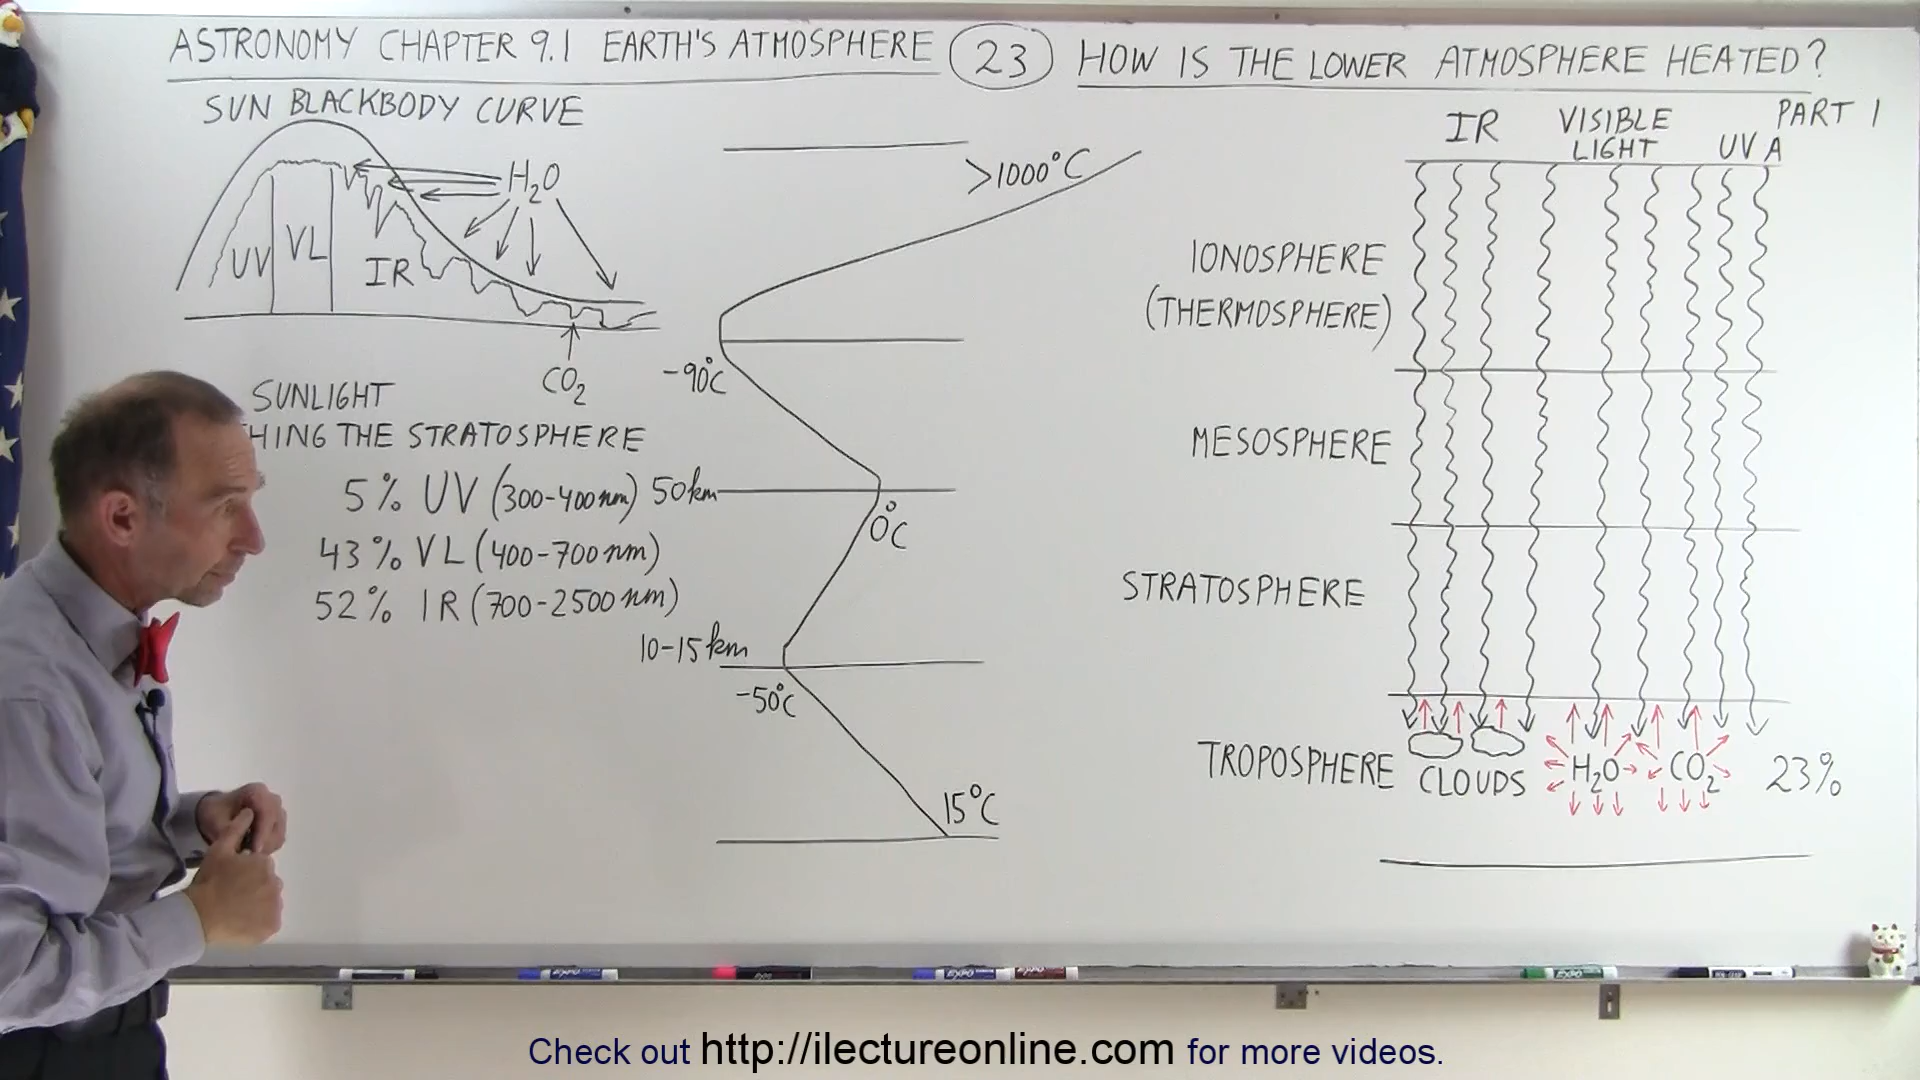 ASTRONOMY CHAPTER 9.1 EARTH'S ATMOSPHERE 23 HOW IS THE LOWER ATMOSPHERE HEATED?
PART 1
SUN BLACKBODY CURVE
H2O
UV VL IR
CO2
SUNLIGHT
HING THE STRATOSPHERE
5% UV (300-400nm)
43% VL (400-700nm)
52% IR (700-2500nm)
>1000°C
-90°C
50km
0°C
10-15km
-50°C
15°C
IR VISIBLE LIGHT UVA
IONOSPHERE
(THERMOSPHERE)
MESOSPHERE
STRATOSPHERE
TROPOSPHERE CLOUDS H2O CO2 23%
Check out http://ilectureonline.com for more videos.